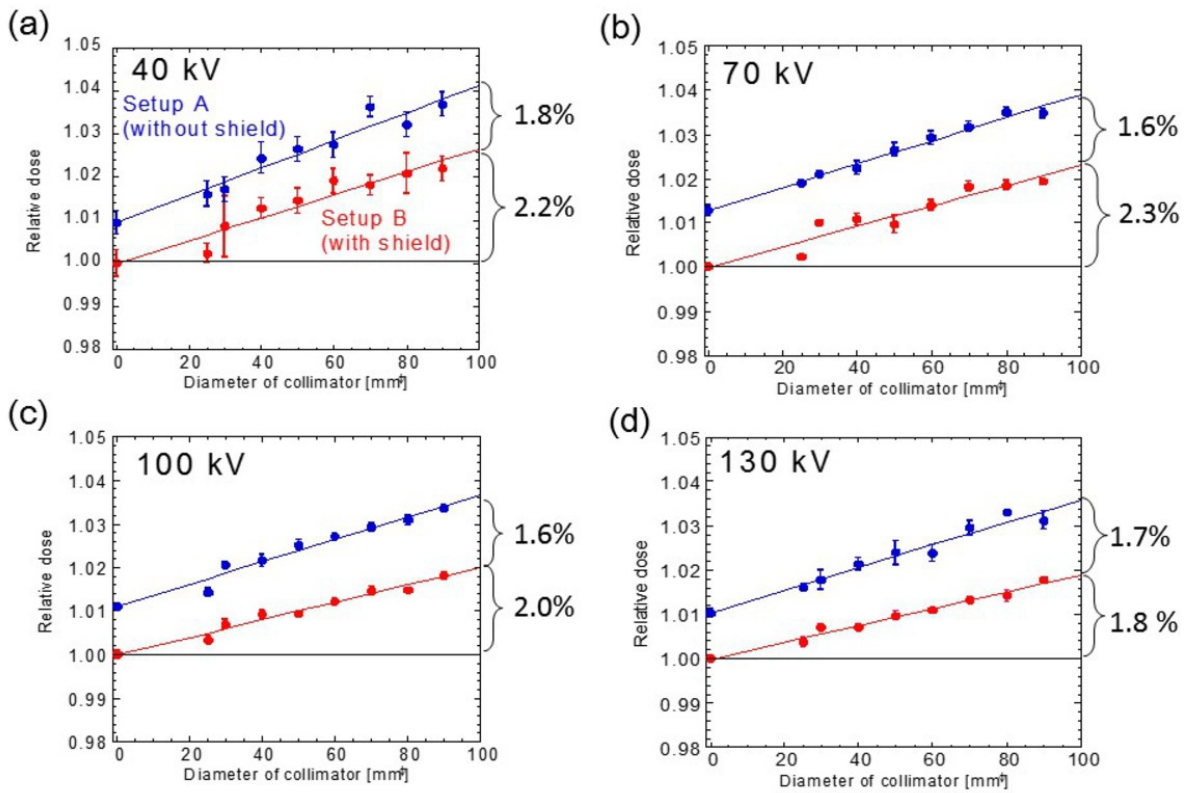 (a)
1.05
1.04
1.03
1.02
1.01
1.00
0.99
0.98
Relative dose
40 kV
Setup A
(without shield)
Setup B
(with shield)
1.8%
2.2%
0 20 40 60 80 100
Diameter of collimator [mmϕ]
(b)
1.05
1.04
1.03
1.02
1.01
1.00
0.99
0.98
Relative dose
70 kV
1.6%
2.3%
0 20 40 60 80 100
Diameter of collimator [mmϕ]
(c)
1.05
1.04
1.03
1.02
1.01
1.00
0.99
0.98
Relative dose
100 kV
1.6%
2.0%
0 20 40 60 80 100
Diameter of collimator [mmϕ]
(d)
1.05
1.04
1.03
1.02
1.01
1.00
0.99
0.98
Relative dose
130 kV
1.7%
1.8 %
0 20 40 60 80 100
Diameter of collimator [mmϕ]